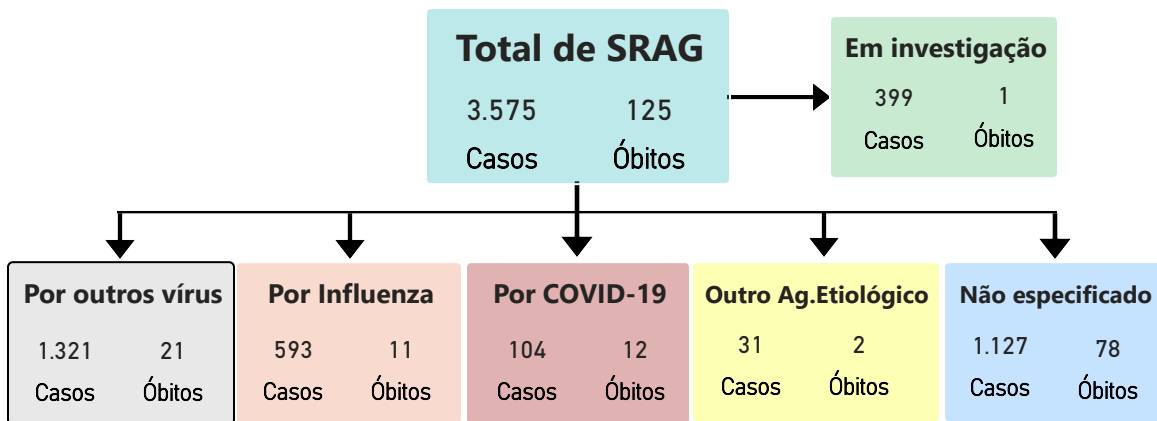 Total de SRAG
3.575 125
Casos Óbitos
Em investigação
399 1
Casos Óbitos
Por outros vírus
1.321 21
Casos Óbitos
Por Influenza
593 11
Casos Óbitos
Por COVID-19
104 12
Casos Óbitos
Outro Ag.Etiológico
31 2
Casos Óbitos
Não especificado
1.127 78
Casos Óbitos